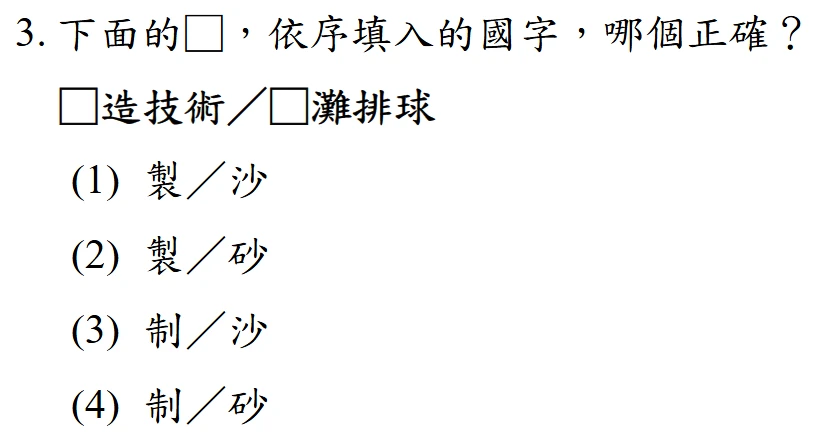 3. 下面的□，依序填入的國字，哪個正確？
□造技術／□灘排球
(1) 製／沙
(2) 製／砂
(3) 制／沙
(4) 制／砂